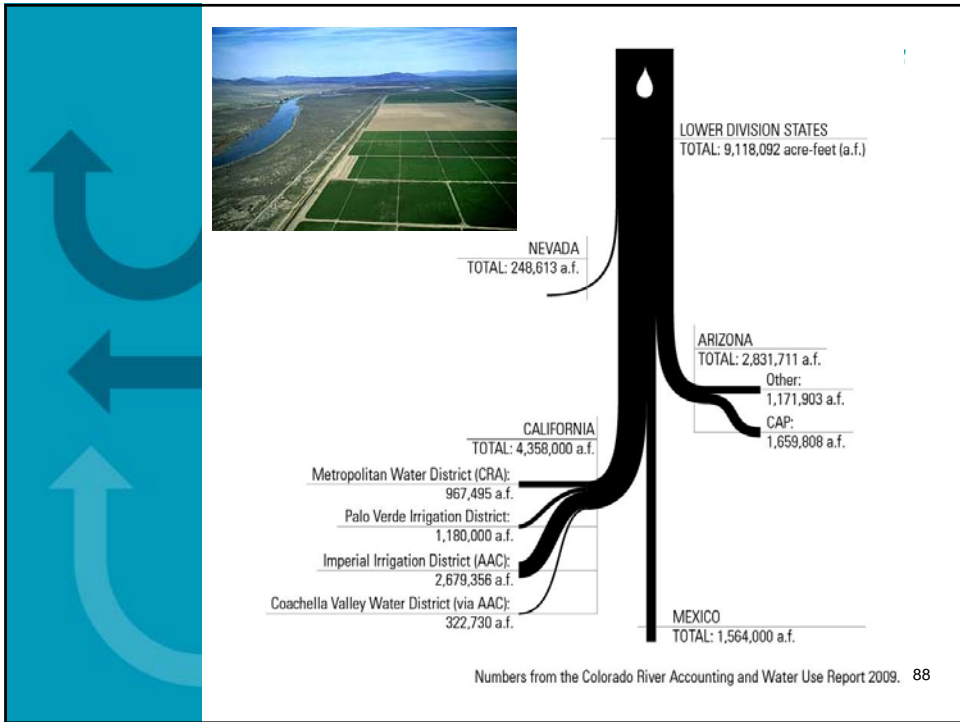 LOWER DIVISION STATES
TOTAL: 9,118,092 acre-feet (a.f.)
NEVADA
TOTAL: 248,613 a.f.
ARIZONA
TOTAL: 2,831,711 a.f.
Other:
1,171,903 a.f.
CAP:
1,659,808 a.f.
CALIFORNIA
TOTAL: 4,358,000 a.f.
Metropolitan Water District (CRA):
967,495 a.f.
Palo Verde Irrigation District:
1,180,000 a.f.
Imperial Irrigation District (AAC):
2,679,356 a.f.
Coachella Valley Water District (via AAC):
322,730 a.f.
MEXICO
TOTAL: 1,564,000 a.f.
Numbers from the Colorado River Accounting and Water Use Report 2009. 88